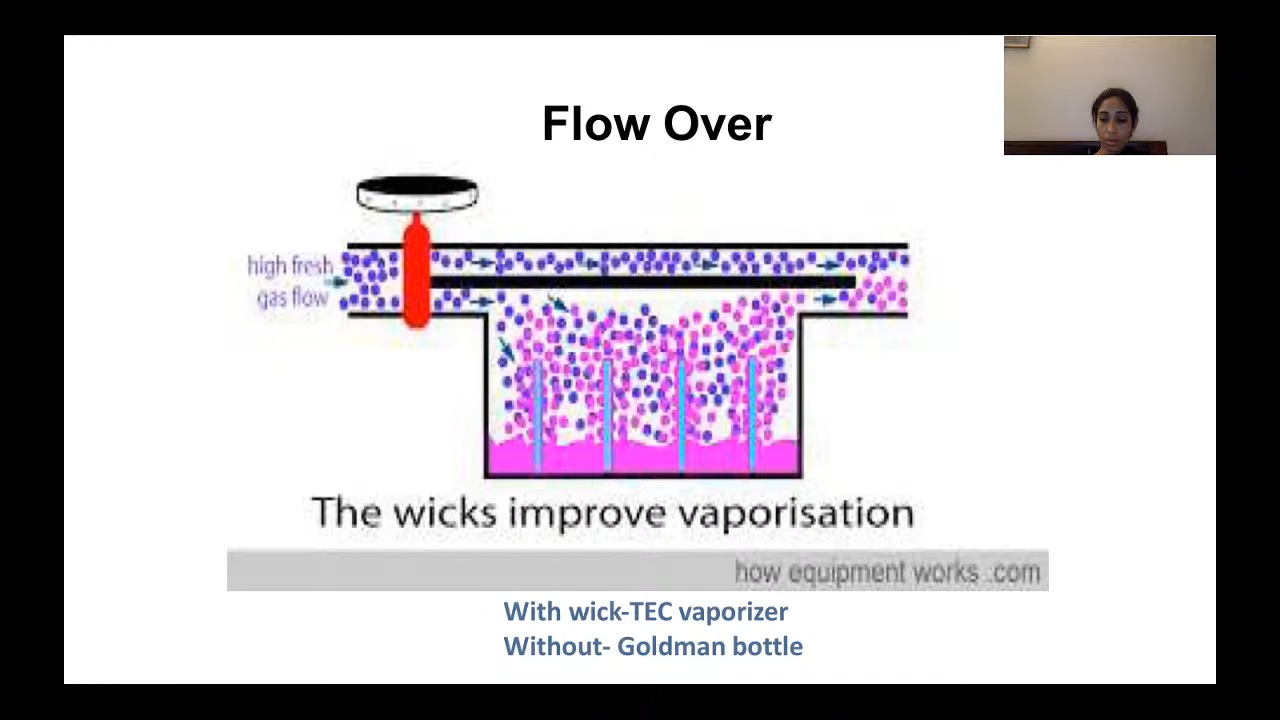 Flow Over
high fresh
gas flow
The wicks improve vaporisation
how equipment works .com
With wick-TEC vaporizer
Without- Goldman bottle